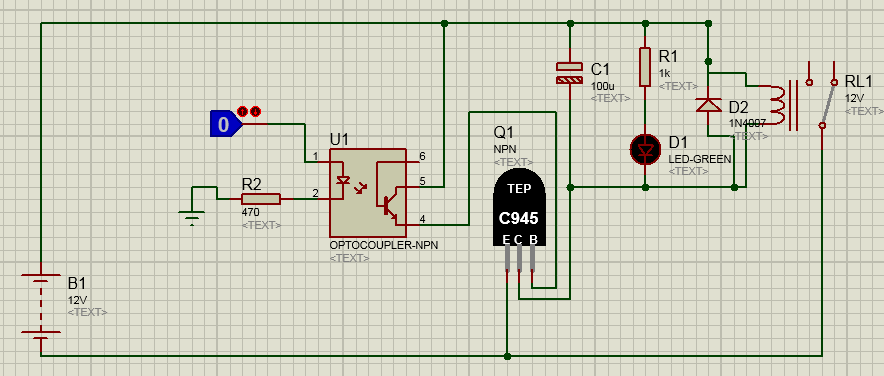 C1
100u
<TEXT>
R1
1k
<TEXT>
RL1
12V
<TEXT>
D2
1N4007
<TEXT>
0
U1
1
2
6
5
4
OPTOCOUPLER-NPN
<TEXT>
Q1
NPN
<TEXT>
TEP
C945
E C B
D1
LED-GREEN
<TEXT>
R2
470
<TEXT>
B1
12V
<TEXT>